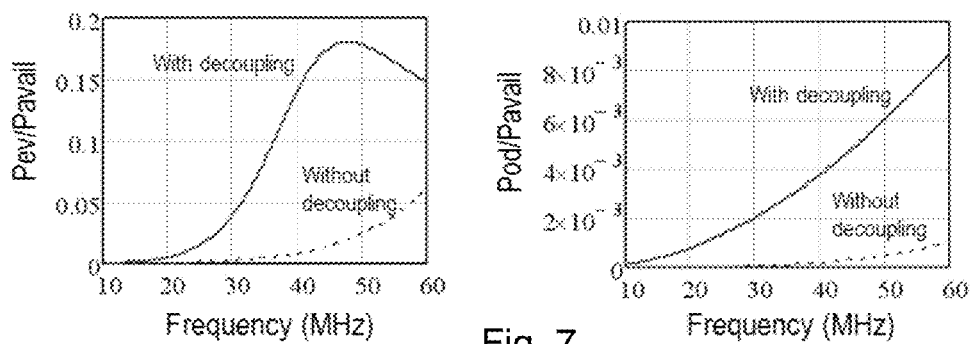 0.2
0.15
0.1
0.05
0
With decoupling
Without
decoupling
10 20 30 40 50 60
Frequency (MHz)
Pev/Pavail
0.01
8×10⁻³
6×10⁻³
4×10⁻³
2×10⁻³
0
With decoupling
Without
decoupling
10 20 30 40 50 60
Frequency (MHz)
Pod/Pavail
Fig. 7